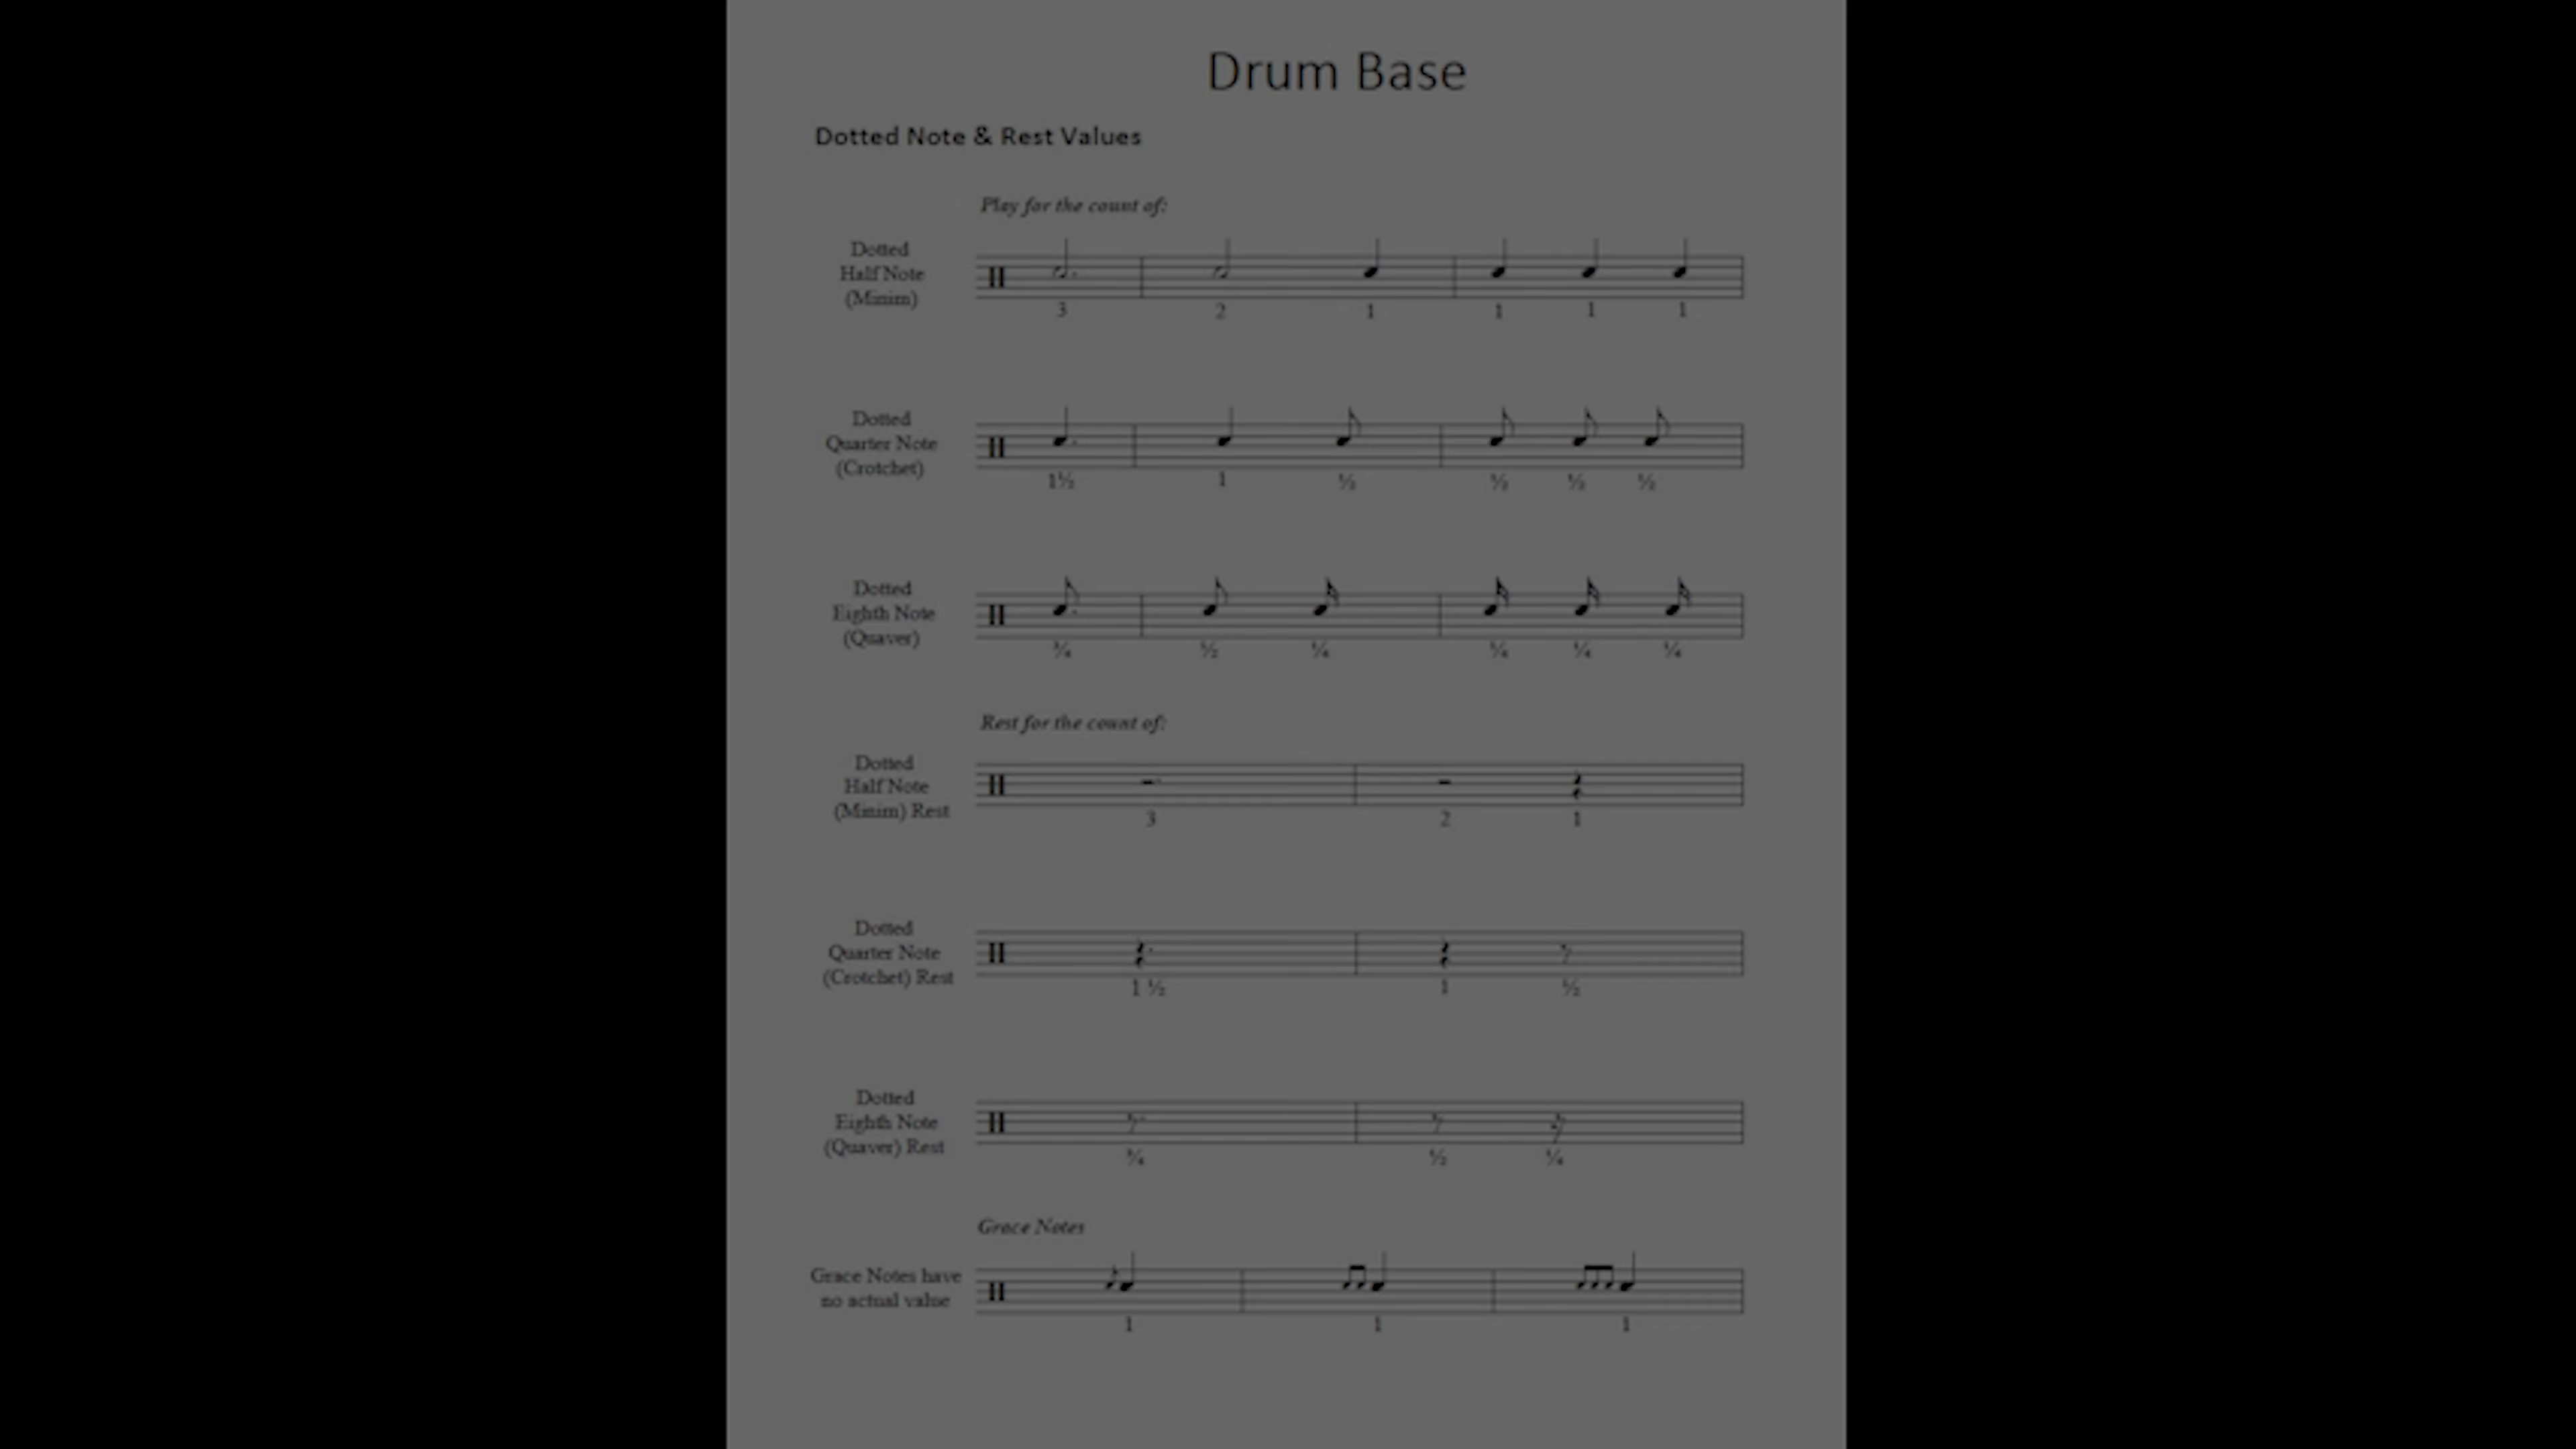 Drum Base
Dotted Note & Rest Values
Play for the count of:
Dotted
Half Note
(Minim)
3 2 1 1 1 1
Dotted
Quarter Note
(Crotchet)
1½ 1 ½ ½ ½ ½
Dotted
Eighth Note
(Quaver)
¾ ½ ¼ ¼ ¼ ¼
Rest for the count of:
Dotted
Half Note
(Minim) Rest
3 2 1
Dotted
Quarter Note
(Crotchet) Rest
1 ½ 1 ½
Dotted
Eighth Note
(Quaver) Rest
¾ ½ ¼
Grace Notes
Grace Notes have
no actual value
1 1 1